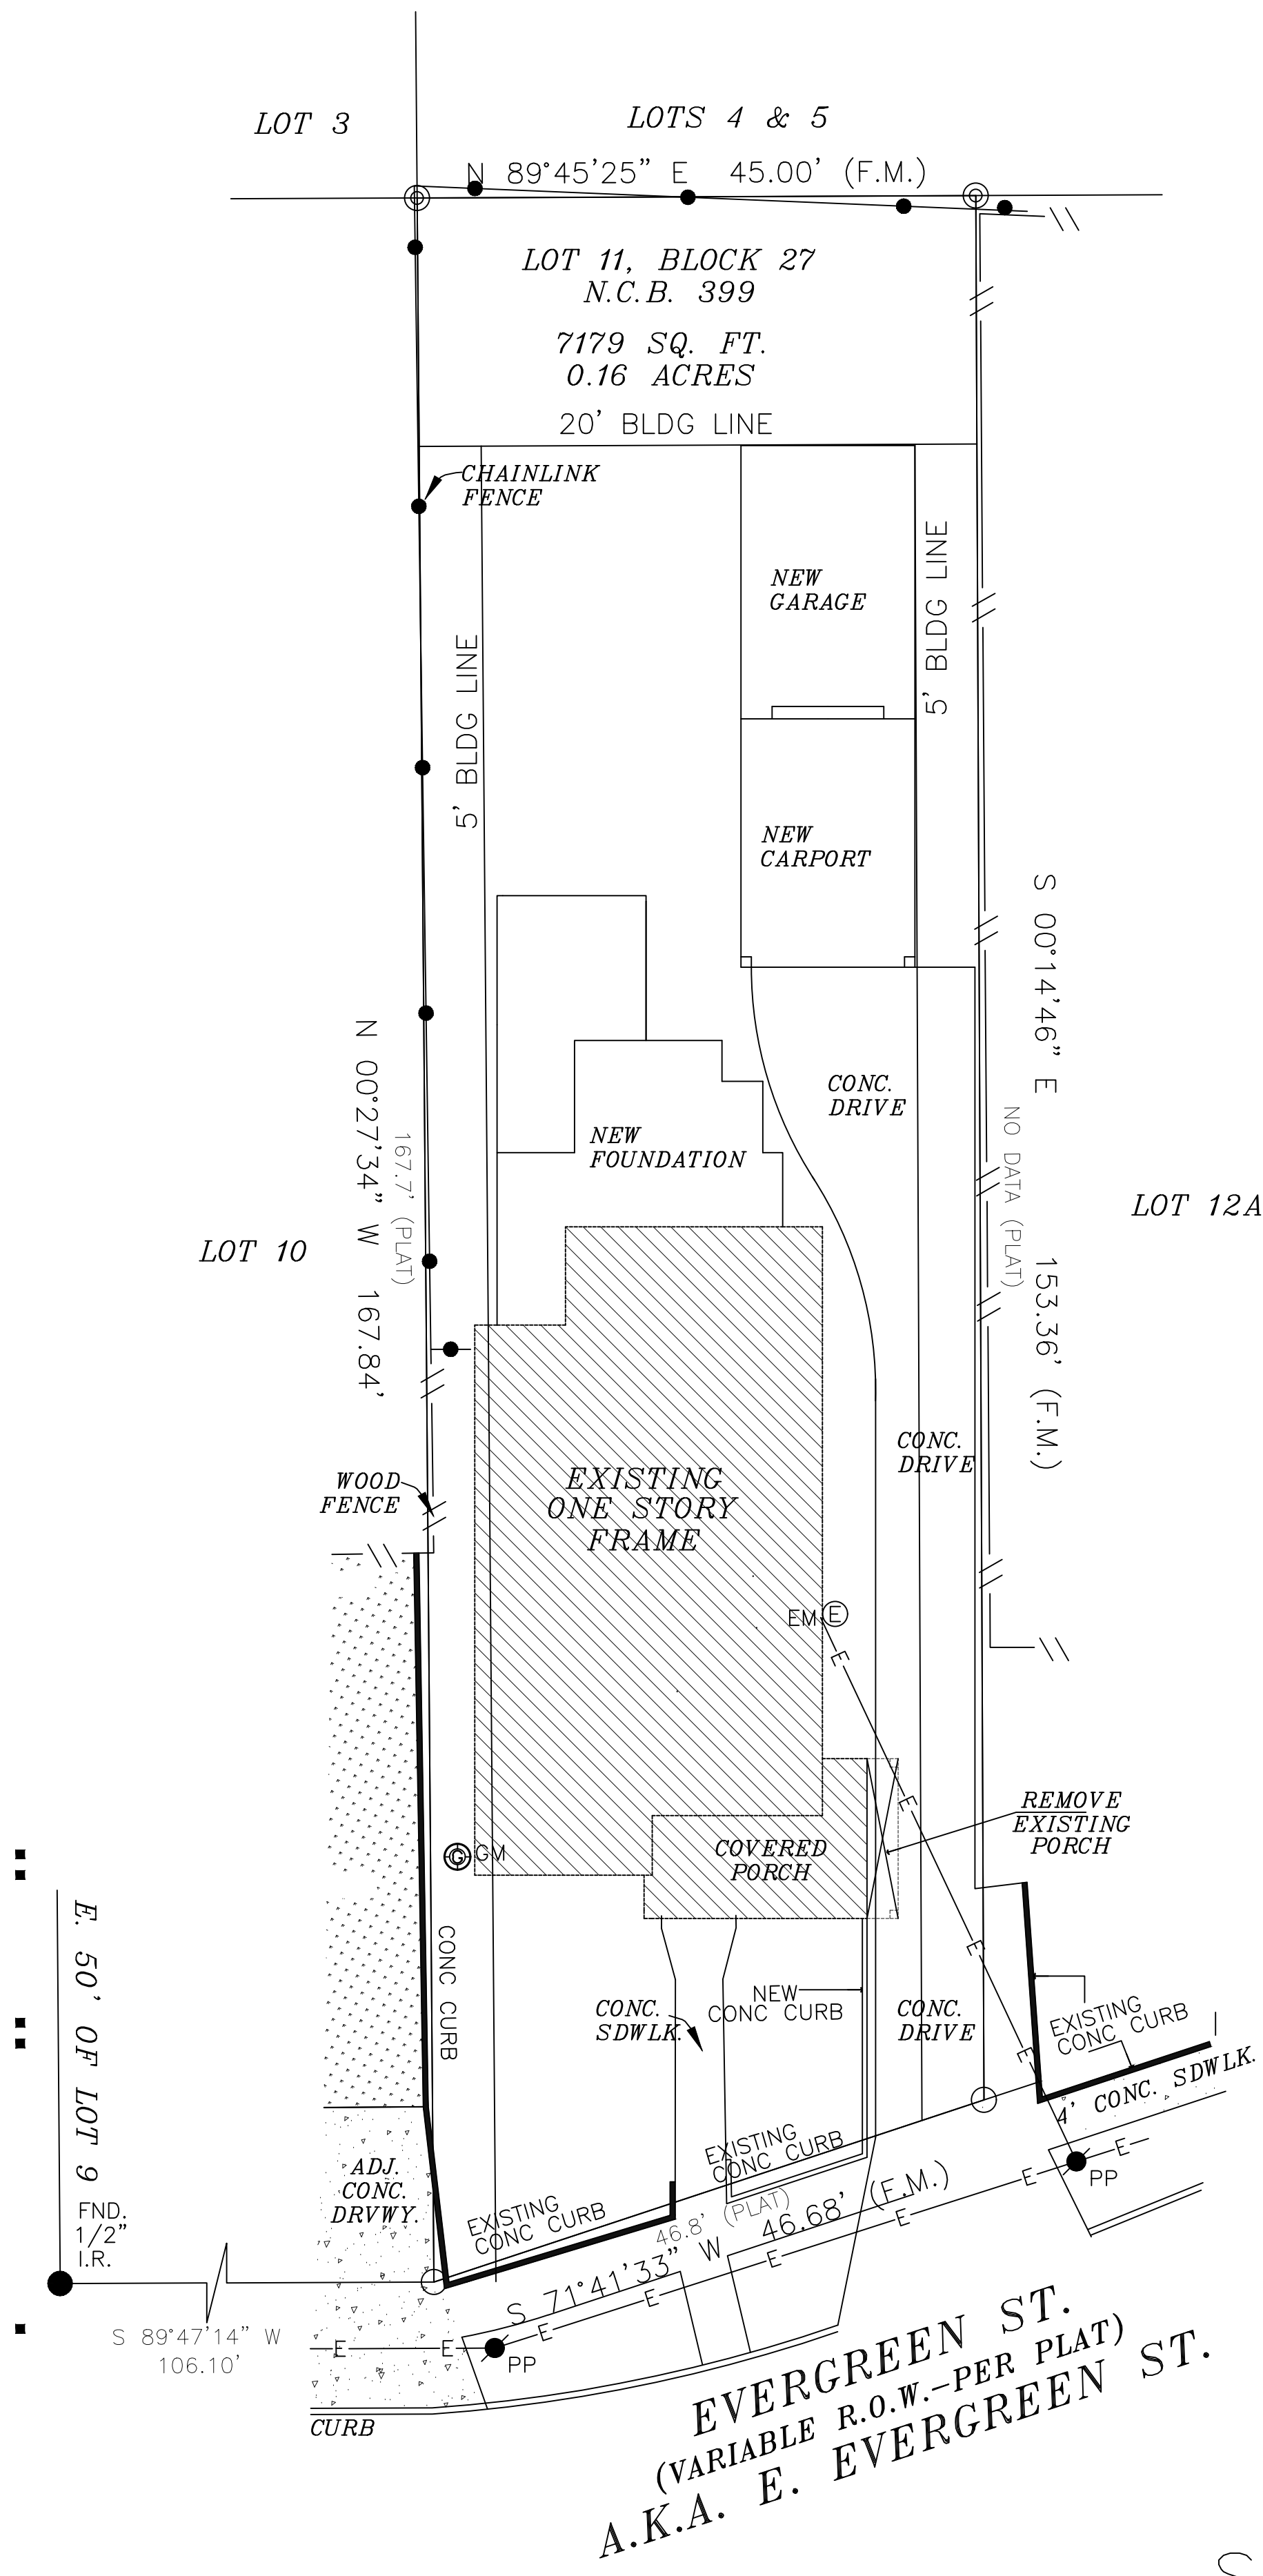 LOT 3
LOTS 4 & 5
N 89°45'25" E 45.00' (F.M.)
LOT 11, BLOCK 27
N.C.B. 399
7179 SQ. FT.
0.16 ACRES
20' BLDG LINE
CHAINLINK
FENCE
5' BLDG LINE
NEW
GARAGE
5' BLDG LINE
NEW
CARPORT
S 00°14'46" E 153.36' (F.M.)
NO DATA (PLAT)
N 00°27'34" W 167.84'
167.7' (PLAT)
CONC.
DRIVE
NEW
FOUNDATION
LOT 12A
LOT 10
CONC.
DRIVE
WOOD
FENCE
EXISTING
ONE STORY
FRAME
EM E
E
E
E
E
REMOVE
EXISTING
PORCH
COVERED
PORCH
G GM
CONC CURB
E. 50' OF LOT 9
NEW
CONC CURB
CONC.
SDWLK.
CONC.
DRIVE
EXISTING
CONC CURB
4' CONC. SDWLK.
EXISTING
CONC CURB
ADJ.
CONC.
DRVWY.
EXISTING
CONC CURB
46.8' (PLAT)
S 71°41'33" W 46.68' (F.M.)
PP
E
E
E
E
E
E
FND.
1/2"
I.R.
S 89°47'14" W
106.10'
E
E
PP
CURB
EVERGREEN ST.
(VARIABLE R.O.W.-PER PLAT)
A.K.A. E. EVERGREEN ST.